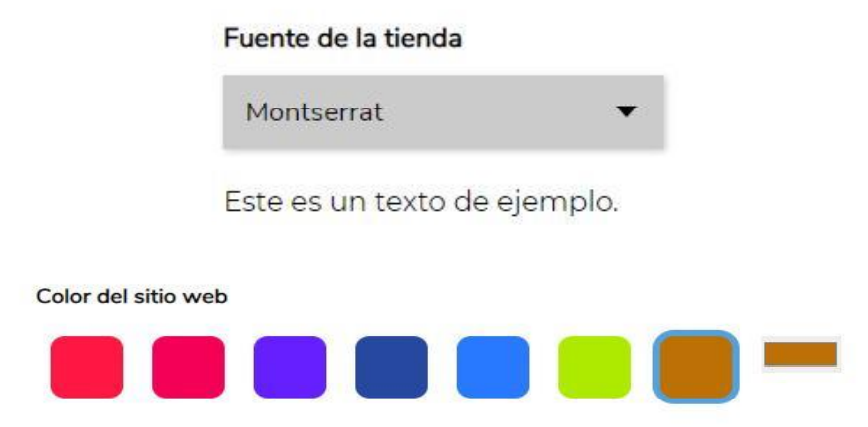 Fuente de la tienda
Montserrat
Este es un texto de ejemplo.
Color del sitio web